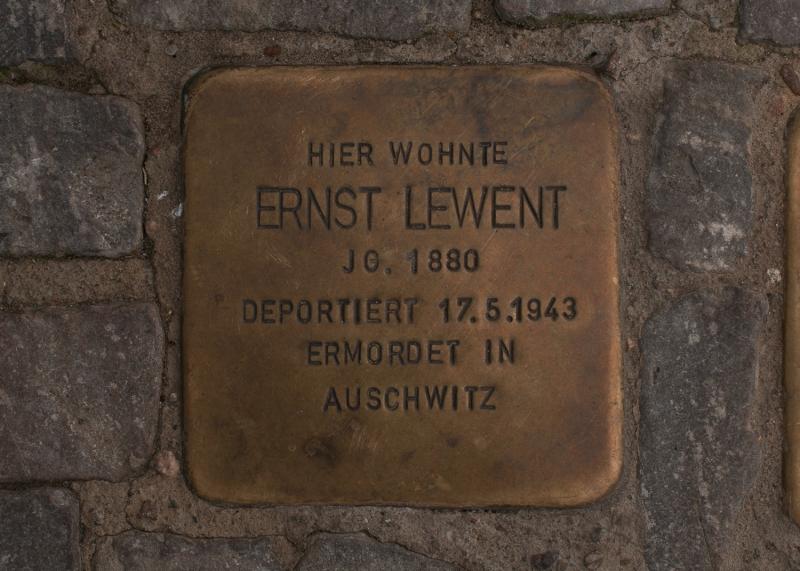 HIER WOHNTE
ERNST LEWENT
JG. 1880
DEPORTIERT 17.5.1943
ERMORDET IN
AUSCHWITZ